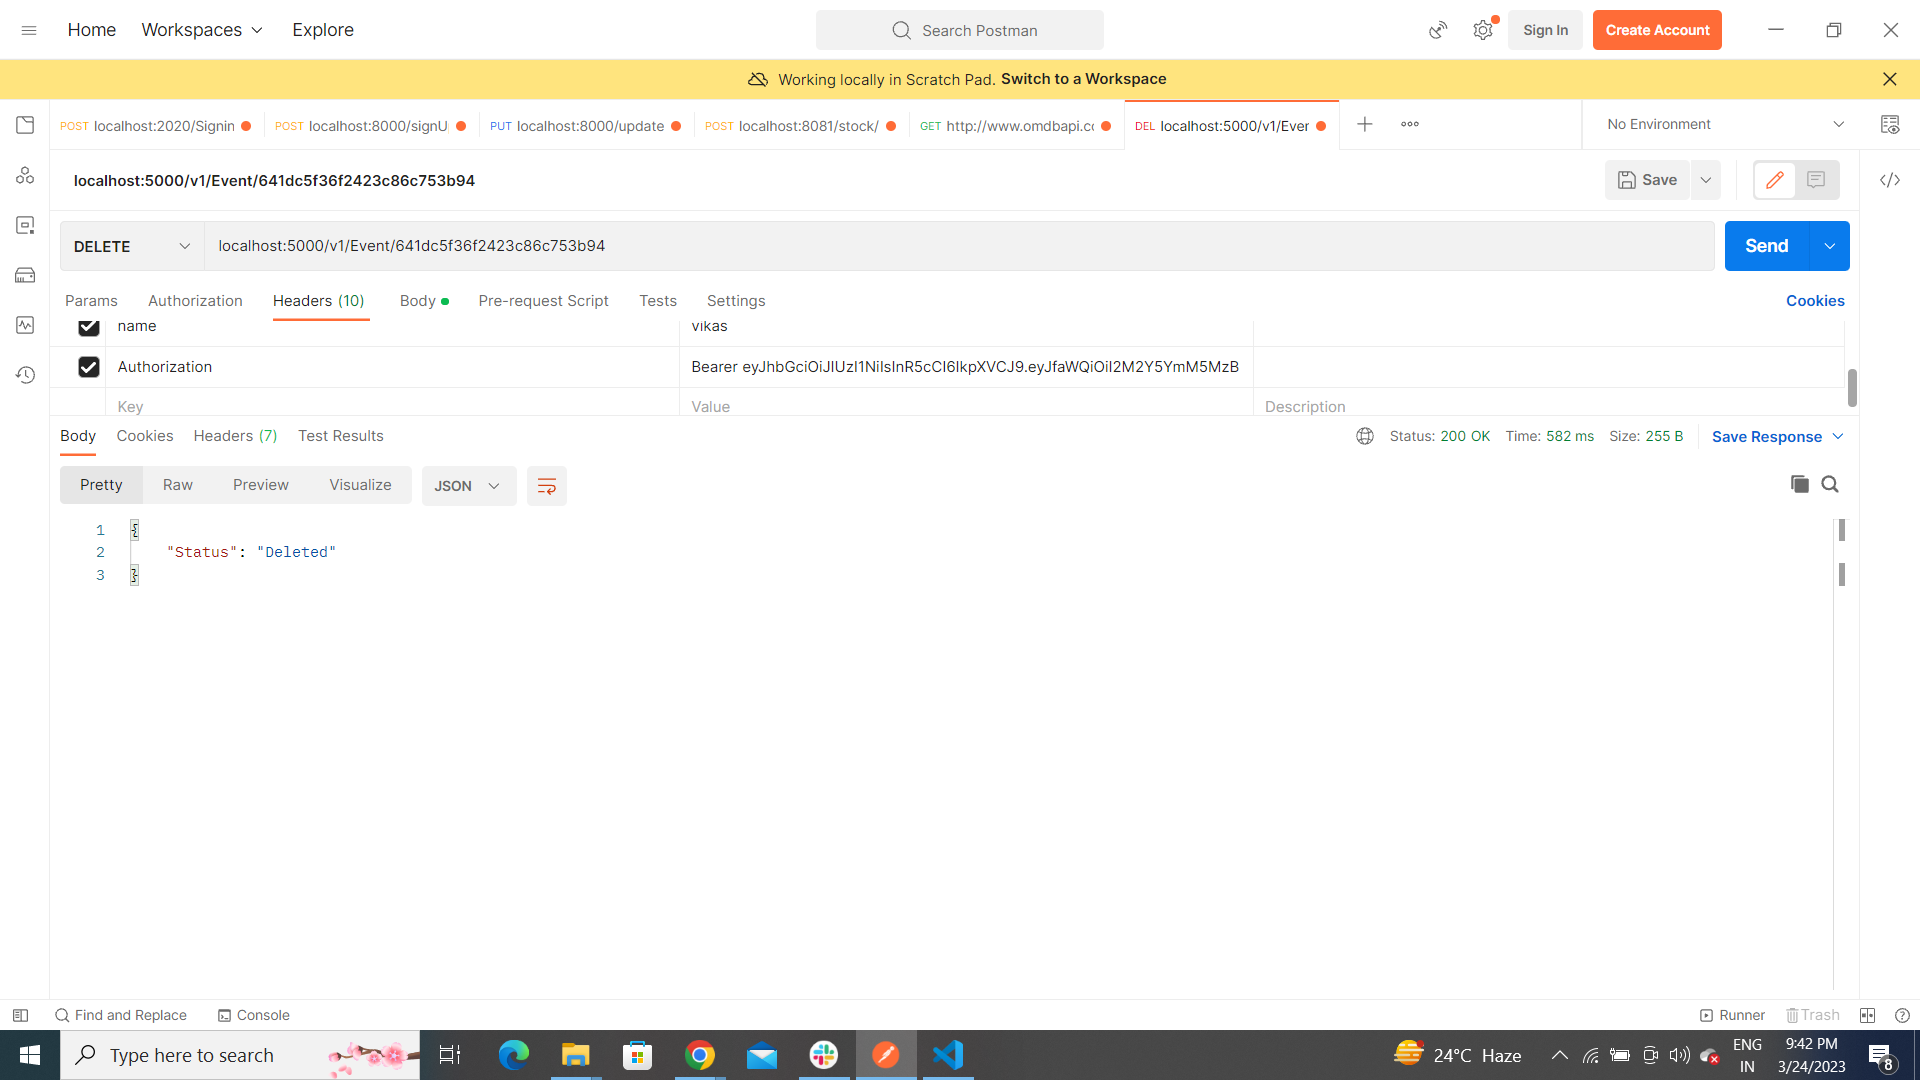 Home Workspaces Explore Search Postman Sign In Create Account
Working locally in Scratch Pad. Switch to a Workspace
POST localhost:2020/Signin POST localhost:8000/signU PUT localhost:8000/update POST localhost:8081/stock/ GET http://www.omdbapi.co DEL localhost:5000/v1/Even No Environment
localhost:5000/v1/Event/641dc5f36f2423c86c753b94 Save
DELETE localhost:5000/v1/Event/641dc5f36f2423c86c753b94 Send
Params Authorization Headers (10) Body Pre-request Script Tests Settings Cookies
name vikas
Authorization Bearer eyJhbGciOiJIUzI1NiIsInR5cCI6IkpXVCJ9.eyJfaWQiOiI2M2Y5YmM5MzB
Key Value Description
Body Cookies Headers (7) Test Results Status: 200 OK Time: 582 ms Size: 255 B Save Response
Pretty Raw Preview Visualize JSON
1 {
2 "Status": "Deleted"
3 }
Find and Replace Console Runner Trash
Type here to search 24°C Haze ENG IN 9:42 PM 3/24/2023 8